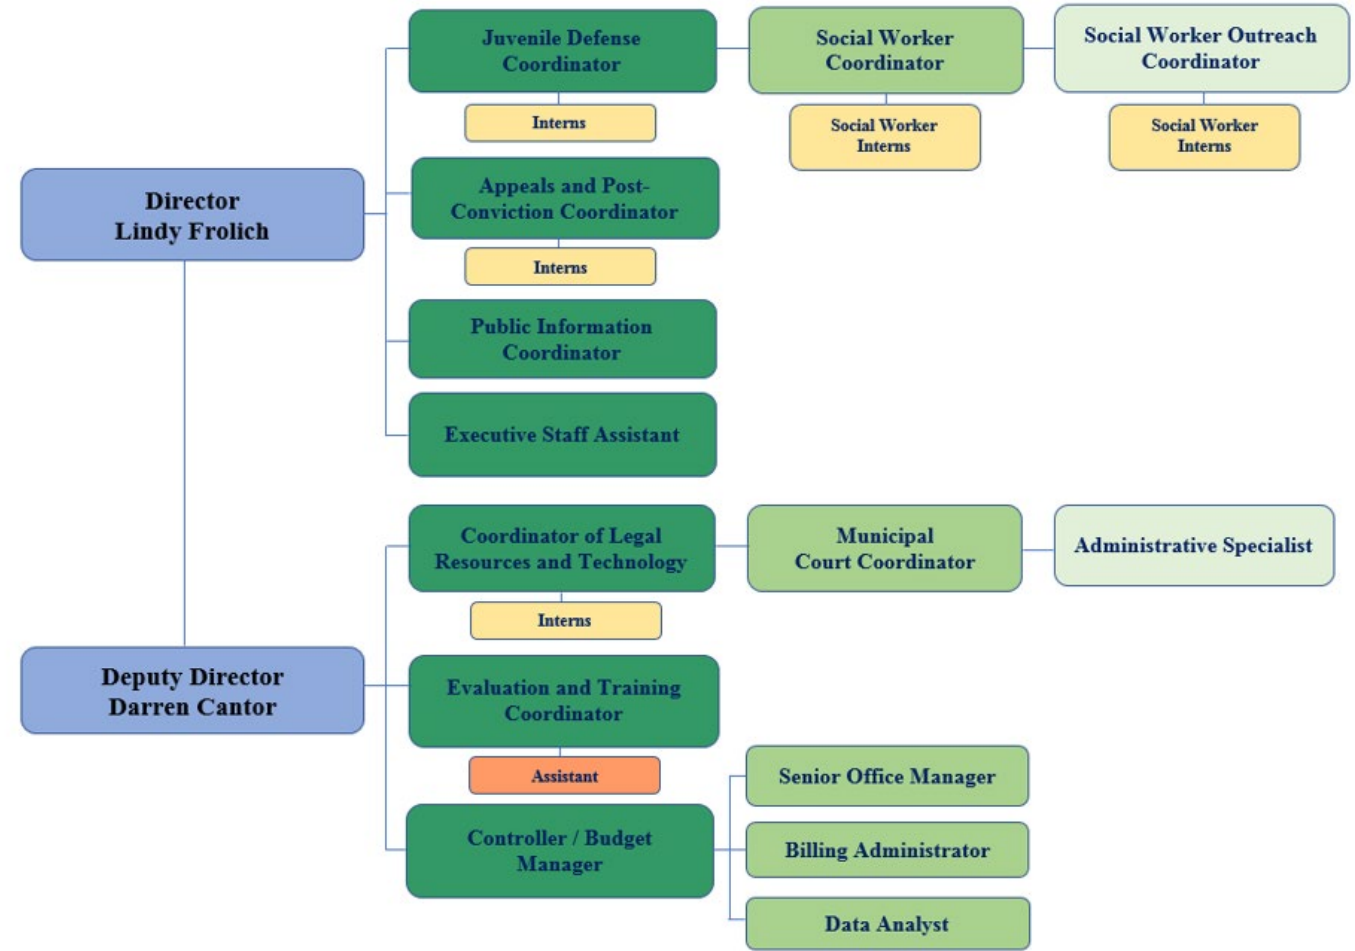 Juvenile Defense
Coordinator
Social Worker
Coordinator
Social Worker Outreach
Coordinator
Interns
Social Worker
Interns
Social Worker
Interns
Director
Lindy Frolich
Appeals and Post-
Conviction Coordinator
Interns
Public Information
Coordinator
Executive Staff Assistant
Coordinator of Legal
Resources and Technology
Municipal
Court Coordinator
Administrative Specialist
Interns
Deputy Director
Darren Cantor
Evaluation and Training
Coordinator
Assistant
Controller / Budget
Manager
Senior Office Manager
Billing Administrator
Data Analyst